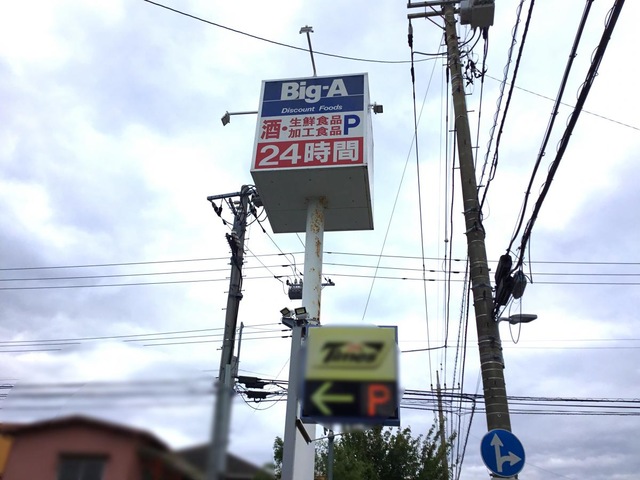 Big-A
Discount Foods
酒・生鮮食品
加工食品
P
24時間
P